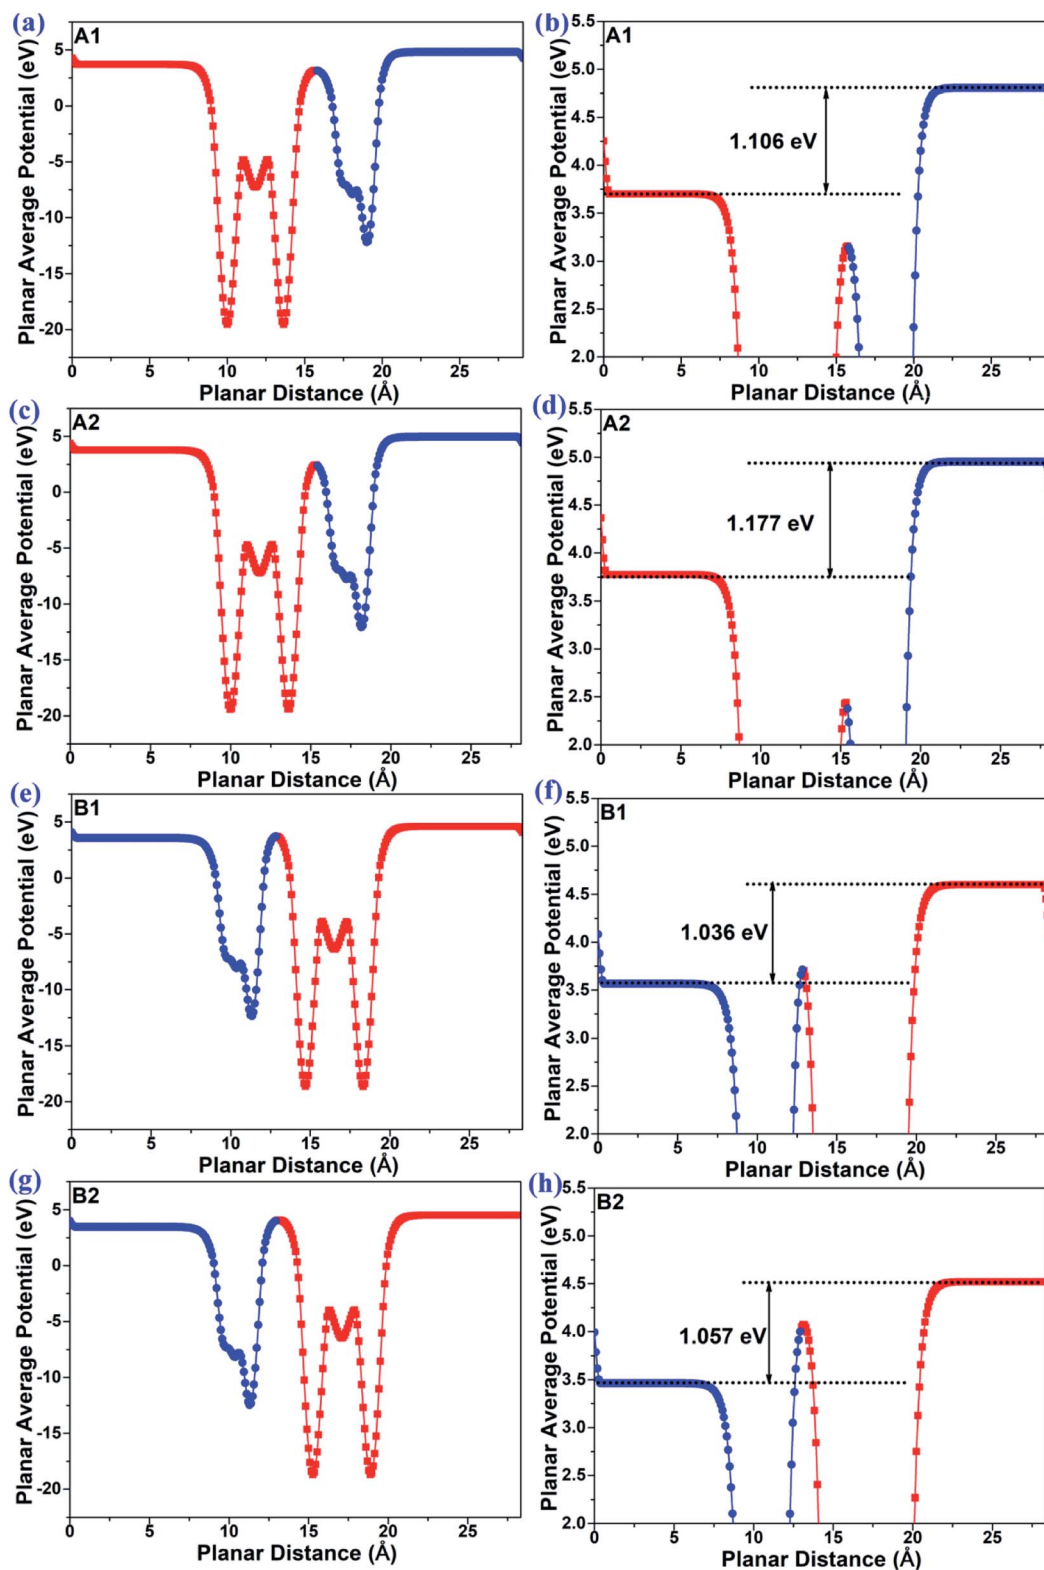 (a)
A1
Planar Average Potential (eV)
5
0
-5
-10
-15
-20
0 5 10 15 20 25
Planar Distance (Å)
(b)
A1
Planar Average Potential (eV)
5.5
5.0
4.5
4.0
3.5
3.0
2.5
2.0
1.106 eV
0 5 10 15 20 25
Planar Distance (Å)
(c)
A2
Planar Average Potential (eV)
5
0
-5
-10
-15
-20
0 5 10 15 20 25
Planar Distance (Å)
(d)
A2
Planar Average Potential (eV)
5.5
5.0
4.5
4.0
3.5
3.0
2.5
2.0
1.177 eV
0 5 10 15 20 25
Planar Distance (Å)
(e)
B1
Planar Average Potential (eV)
5
0
-5
-10
-15
-20
0 5 10 15 20 25
Planar Distance (Å)
(f)
B1
Planar Average Potential (eV)
5.5
5.0
4.5
4.0
3.5
3.0
2.5
2.0
1.036 eV
0 5 10 15 20 25
Planar Distance (Å)
(g)
B2
Planar Average Potential (eV)
5
0
-5
-10
-15
-20
0 5 10 15 20 25
Planar Distance (Å)
(h)
B2
Planar Average Potential (eV)
5.5
5.0
4.5
4.0
3.5
3.0
2.5
2.0
1.057 eV
0 5 10 15 20 25
Planar Distance (Å)